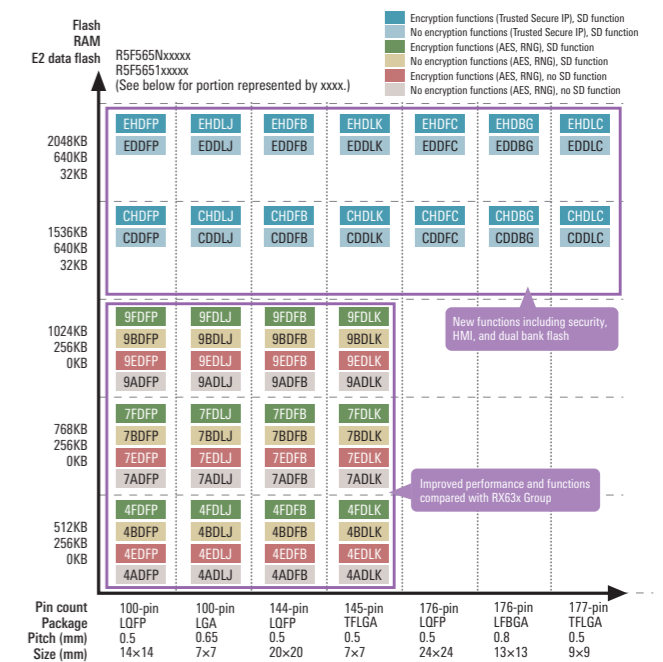 Flash
RAM
E2 data flash
R5F565Nxxxxx
R5F5651xxxxx
(See below for portion represented by xxxx.)
Encryption functions (Trusted Secure IP), SD function
No encryption functions (Trusted Secure IP), SD function
Encryption functions (AES, RNG), SD function
No encryption functions (AES, RNG), SD function
Encryption functions (AES, RNG), no SD function
No encryption functions (AES, RNG), no SD function
2048KB
640KB
32KB
EHDFP EHDLJ EHDFB EHDLK EHDFC EHDBG EHDLC
EDDFP EDDLJ EDDFB EDDLK EDDFC EDDBG EDDLC
1536KB
640KB
32KB
CHDFP CHDLJ CHDFB CHDLK CHDFC CHDBG CHDLC
CDDFP CDDLJ CDDFB CDDLK CDDFC CDDBG CDDLC
New functions including security,
HMI, and dual bank flash
1024KB
256KB
0KB
9FDFP 9FDLJ 9FDFB 9FDLK
9BDFP 9BDLJ 9BDFB 9BDLK
9EDFP 9EDLJ 9EDFB 9EDLK
9ADFP 9ADLJ 9ADFB 9ADLK
768KB
256KB
0KB
7FDFP 7FDLJ 7FDFB 7FDLK
7BDFP 7BDLJ 7BDFB 7BDLK
7EDFP 7EDLJ 7EDFB 7EDLK
7ADFP 7ADLJ 7ADFB 7ADLK
Improved performance and functions
compared with RX63x Group
512KB
256KB
0KB
4FDFP 4FDLJ 4FDFB 4FDLK
4BDFP 4BDLJ 4BDFB 4BDLK
4EDFP 4EDLJ 4EDFB 4EDLK
4ADFP 4ADLJ 4ADFB 4ADLK
Pin count 100-pin 100-pin 144-pin 145-pin 176-pin 176-pin 177-pin
Package LQFP LGA LQFP TFLGA LQFP LFBGA TFLGA
Pitch (mm) 0.5 0.65 0.5 0.5 0.5 0.8 0.5
Size (mm) 14×14 7×7 20×20 7×7 24×24 13×13 9×9